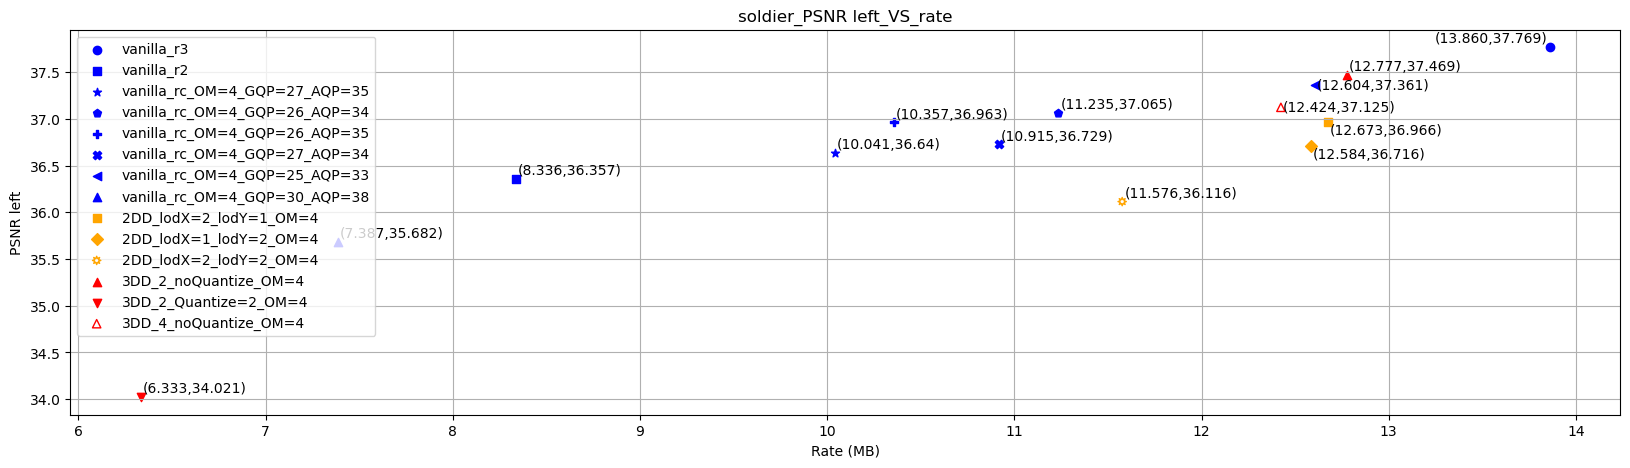 soldier_PSNR left_VS_rate
vanilla_r3
vanilla_r2
vanilla_rc_OM=4_GQP=27_AQP=35
vanilla_rc_OM=4_GQP=26_AQP=34
vanilla_rc_OM=4_GQP=26_AQP=35
vanilla_rc_OM=4_GQP=27_AQP=34
vanilla_rc_OM=4_GQP=25_AQP=33
vanilla_rc_OM=4_GQP=30_AQP=38
2DD_lodX=2_lodY=1_OM=4
2DD_lodX=1_lodY=2_OM=4
2DD_lodX=2_lodY=2_OM=4
3DD_2_noQuantize_OM=4
3DD_2_Quantize=2_OM=4
3DD_4_noQuantize_OM=4
(13.860,37.769)
(12.777,37.469)
(12.604,37.361)
(12.424,37.125)
(12.673,36.966)
(12.584,36.716)
(11.235,37.065)
(10.357,36.963)
(10.915,36.729)
(10.041,36.64)
(8.336,36.357)
(11.576,36.116)
(7.387,35.682)
(6.333,34.021)
PSNR left
37.5
37.0
36.5
36.0
35.5
35.0
34.5
34.0
6 7 8 9 10 11 12 13 14
Rate (MB)